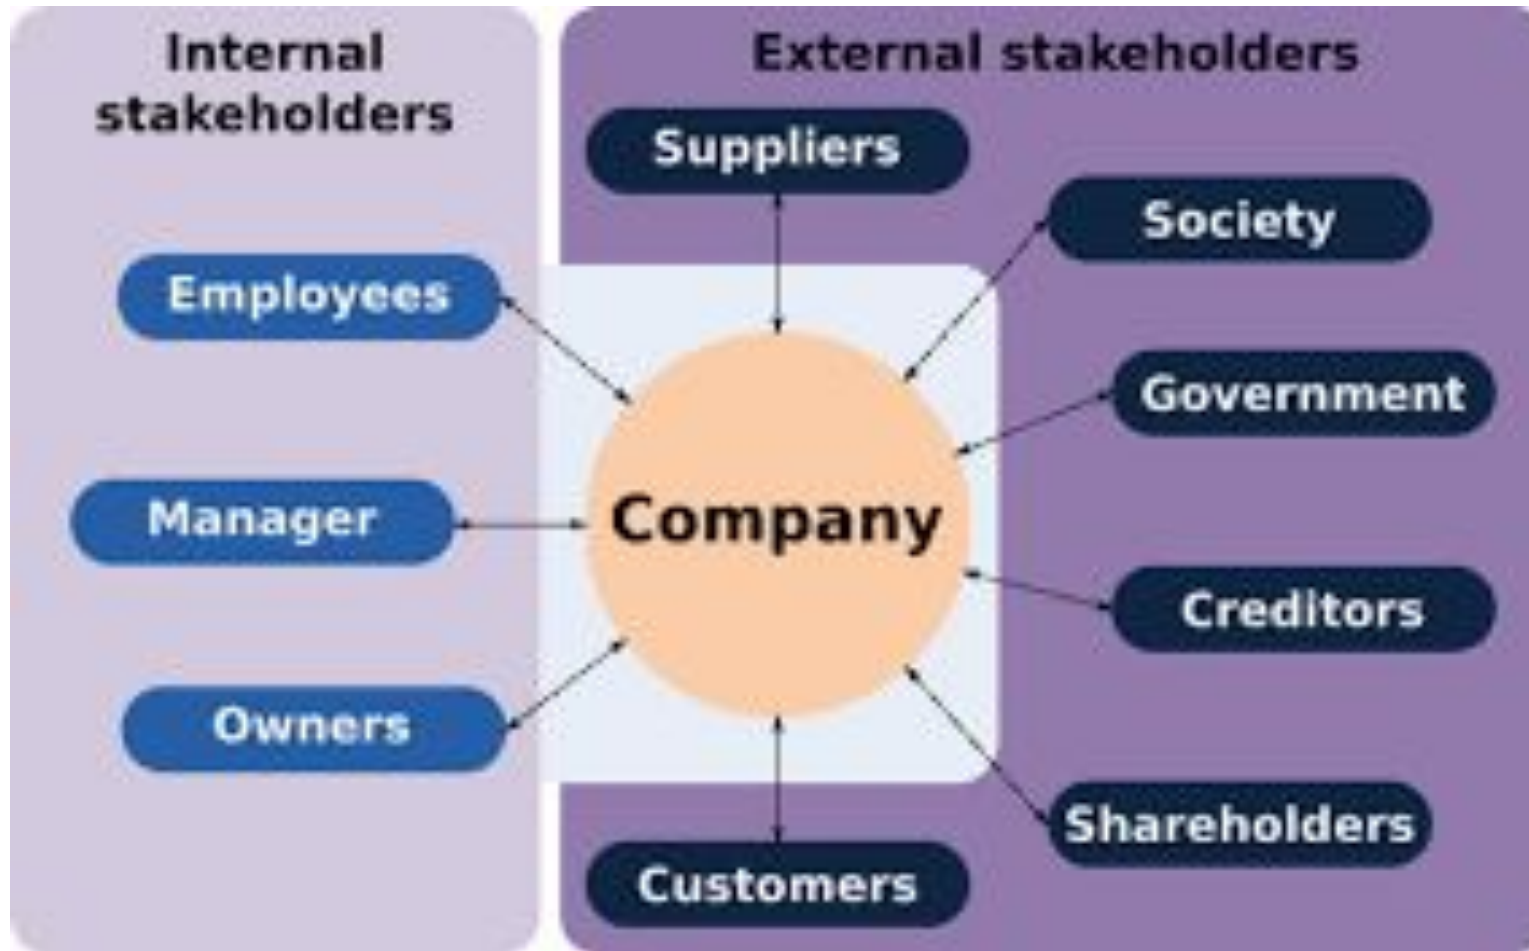 Internal
stakeholders
Employees
Manager
Owners
External stakeholders
Suppliers
Society
Government
Company
Creditors
Shareholders
Customers